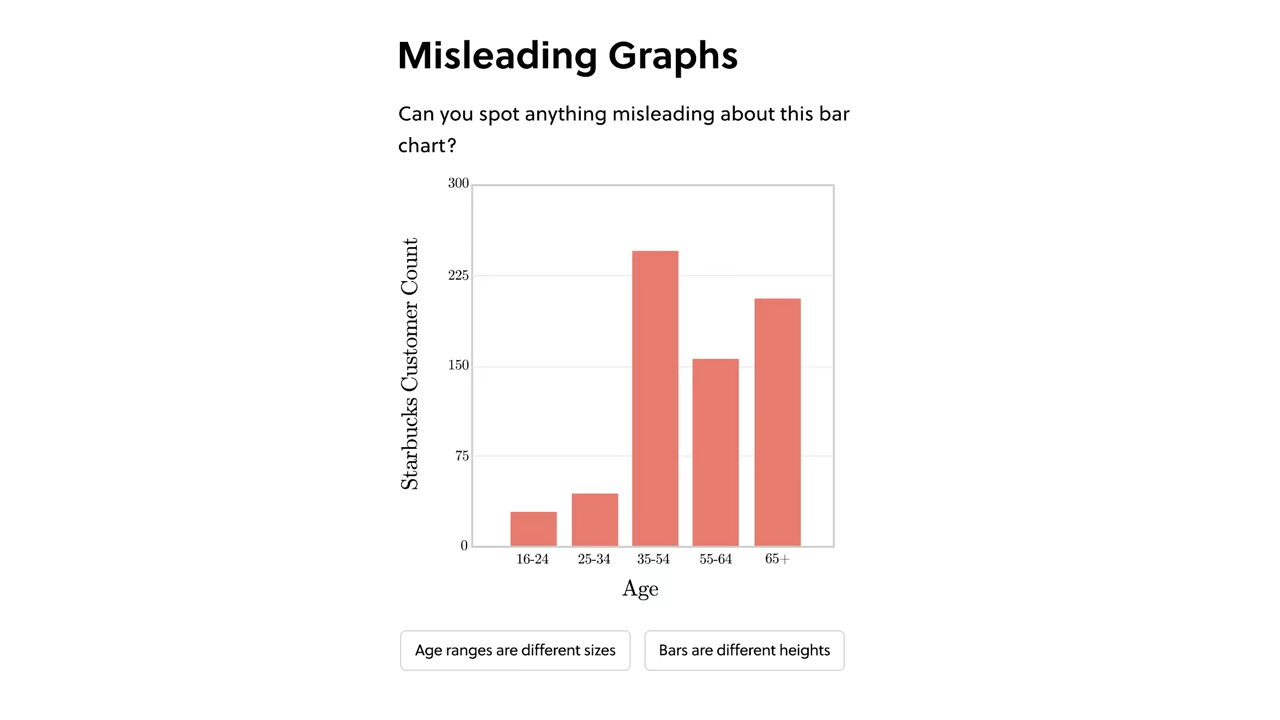 Misleading Graphs
Can you spot anything misleading about this bar
chart?
300
225
150
75
0
Starbucks Customer Count
16-24 25-34 35-54 55-64 65+
Age
Age ranges are different sizes
Bars are different heights